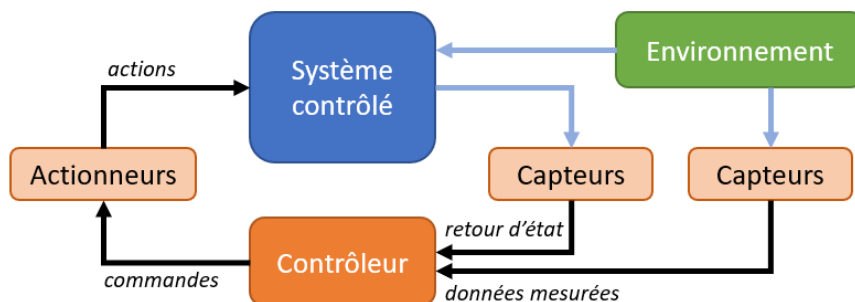 Environnement
Système
contrôlé
actions
Actionneurs
Capteurs
Capteurs
retour d'état
Contrôleur
commandes
données mesurées